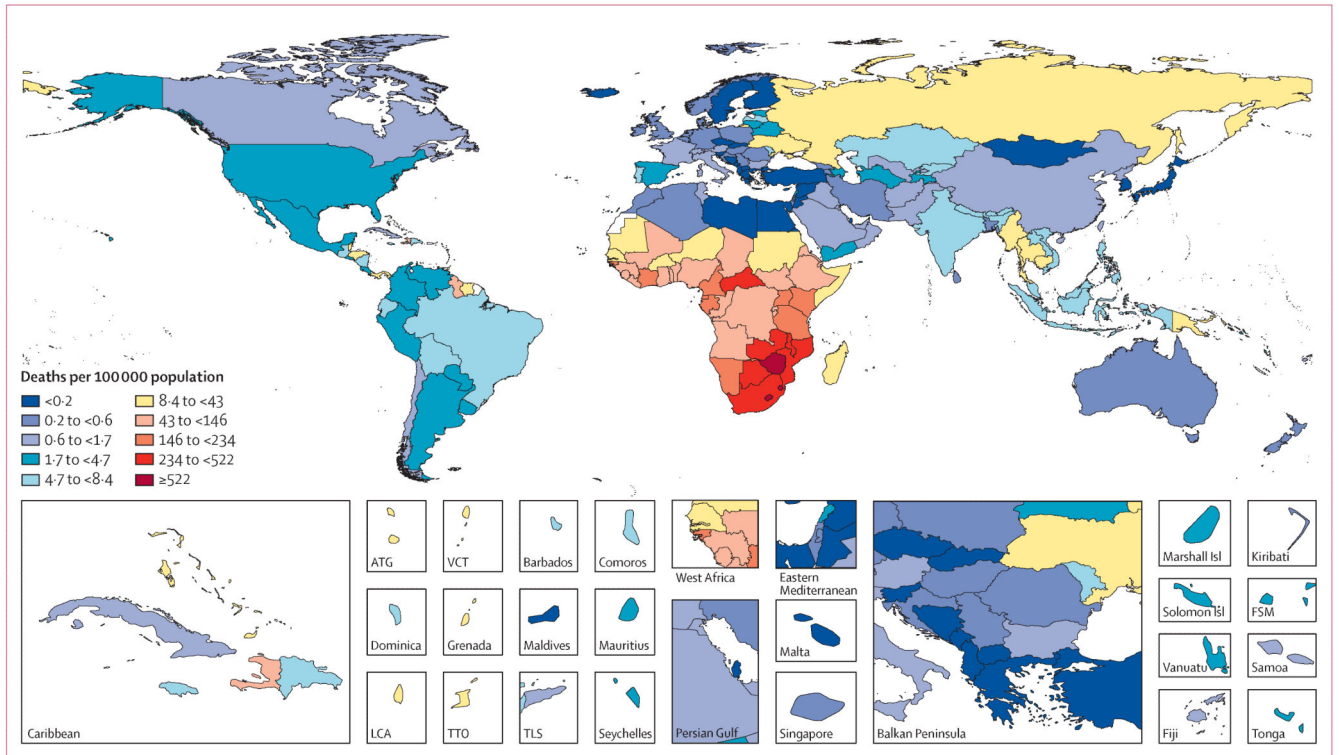 Deaths per 100 000 population
<0·2
0·2 to <0·6
0·6 to <1·7
1·7 to <4·7
4·7 to <8·4
8·4 to <43
43 to <146
146 to <234
234 to <522
≥522
Caribbean
ATG
VCT
Barbados
Comoros
West Africa
Eastern
Mediterranean
Marshall Isl
Kiribati
Dominica
Grenada
Maldives
Mauritius
Malta
Solomon Isl
FSM
LCA
TTO
TLS
Seychelles
Persian Gulf
Singapore
Balkan Peninsula
Vanuatu
Samoa
Fiji
Tonga